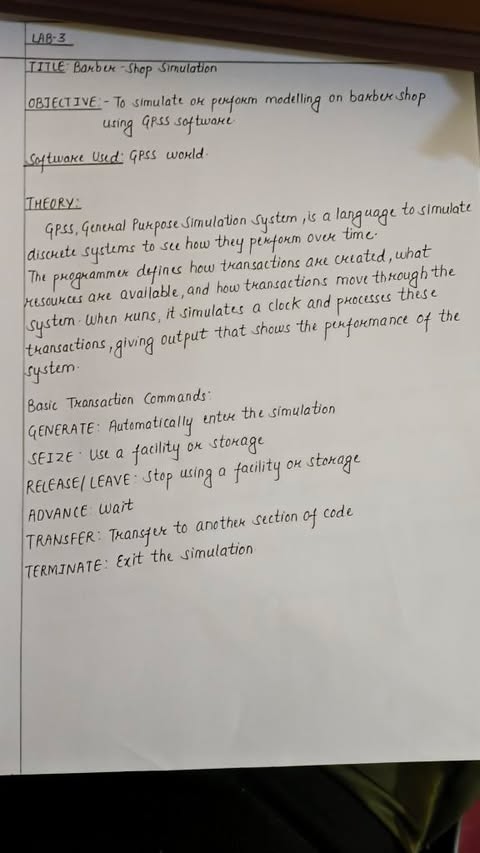 LAB-3
TITLE: Barber-Shop Simulation
OBJECTIVE:- To simulate or perform modelling on barber shop
using GPSS software.
Software Used: GPSS world.
THEORY:
GPSS, General Purpose Simulation System, is a language to simulate
discrete systems to see how they perform over time.
The programmer defines how transactions are created, what
resources are available, and how transactions move through the
system. When runs, it simulates a clock and processes these
transactions, giving output that shows the performance of the
system.
Basic Transaction Commands:
GENERATE: Automatically enter the simulation
SEIZE: Use a facility or storage
RELEASE/LEAVE: Stop using a facility or storage
ADVANCE: Wait
TRANSFER: Transfer to another section of code
TERMINATE: Exit the simulation